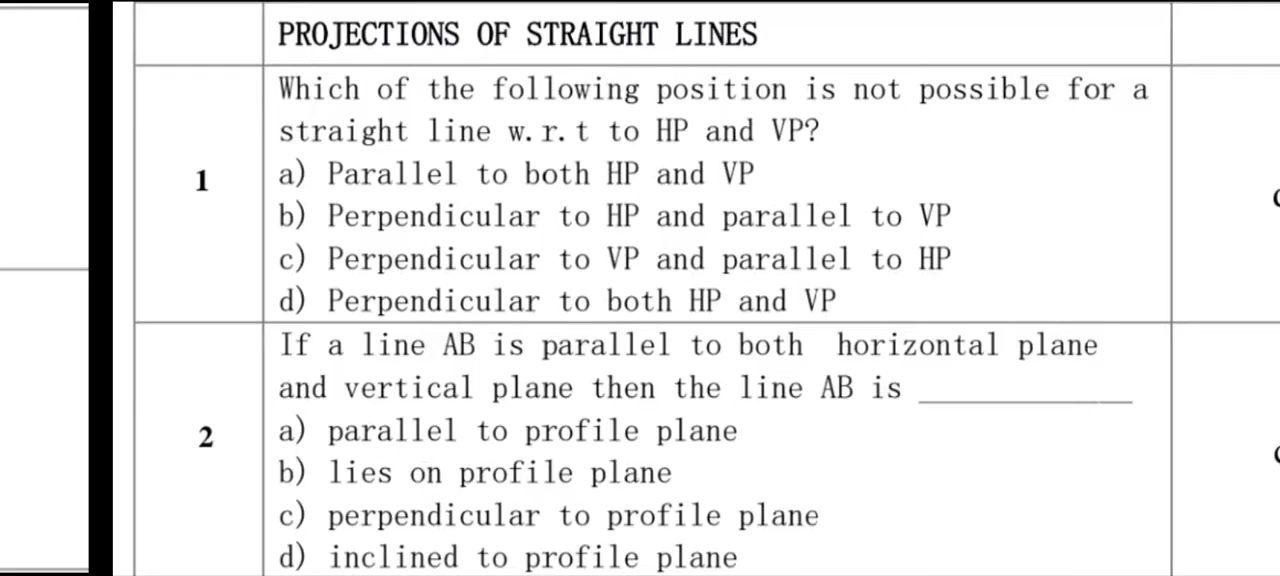 PROJECTIONS OF STRAIGHT LINES
1
Which of the following position is not possible for a
straight line w.r.t to HP and VP?
a) Parallel to both HP and VP
b) Perpendicular to HP and parallel to VP
c) Perpendicular to VP and parallel to HP
d) Perpendicular to both HP and VP
2
If a line AB is parallel to both horizontal plane
and vertical plane then the line AB is _____________
a) parallel to profile plane
b) lies on profile plane
c) perpendicular to profile plane
d) inclined to profile plane